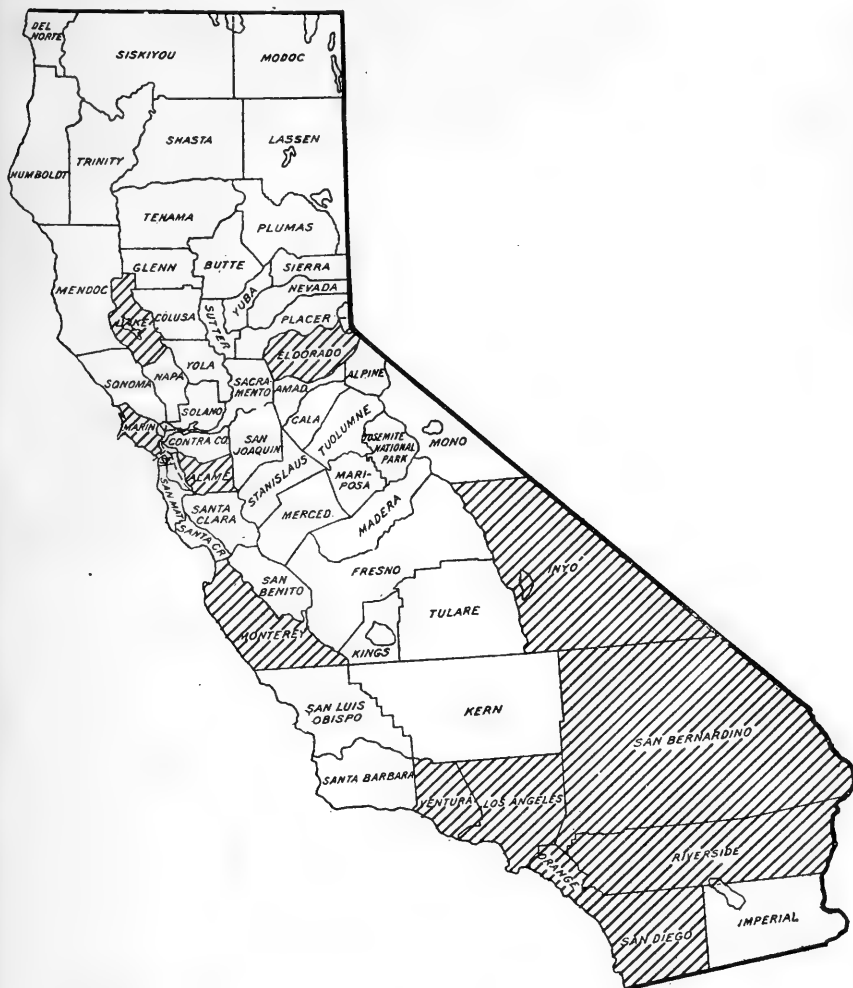 DEL
NORTE
SISKIYOU
MODOC
HUMBOLDT
TRINITY
SHASTA
LASSEN
TEHAMA
PLUMAS
MENDOC
GLENN
BUTTE
SIERRA
YUBA
NEVADA
LAKE
COLUSA
SUTTER
PLACER
ELDORADO
SONOMA
NAPA
YOLA
SACRA-
MENTO
AMAD.
ALPINE
SOLANO
CALA
TUOLUMNE
MONO
MARIN
CONTRA CO.
SAN
JOAQUIN
YOSEMITE
NATIONAL
PARK
ALAME
STANISLAUS
MARI-
POSA
SAN MAT
SANTA
CLARA
MERCED.
MADERA
SANTA CR
SAN
BENITO
FRESNO
INYO
MONTEREY
KINGS
TULARE
SAN LUIS
OBISPO
KERN
SAN BERNARDINO
SANTA BARBARA
VENTURA
LOS ANGELES
ORANGE
RIVERSIDE
SAN DIEGO
IMPERIAL